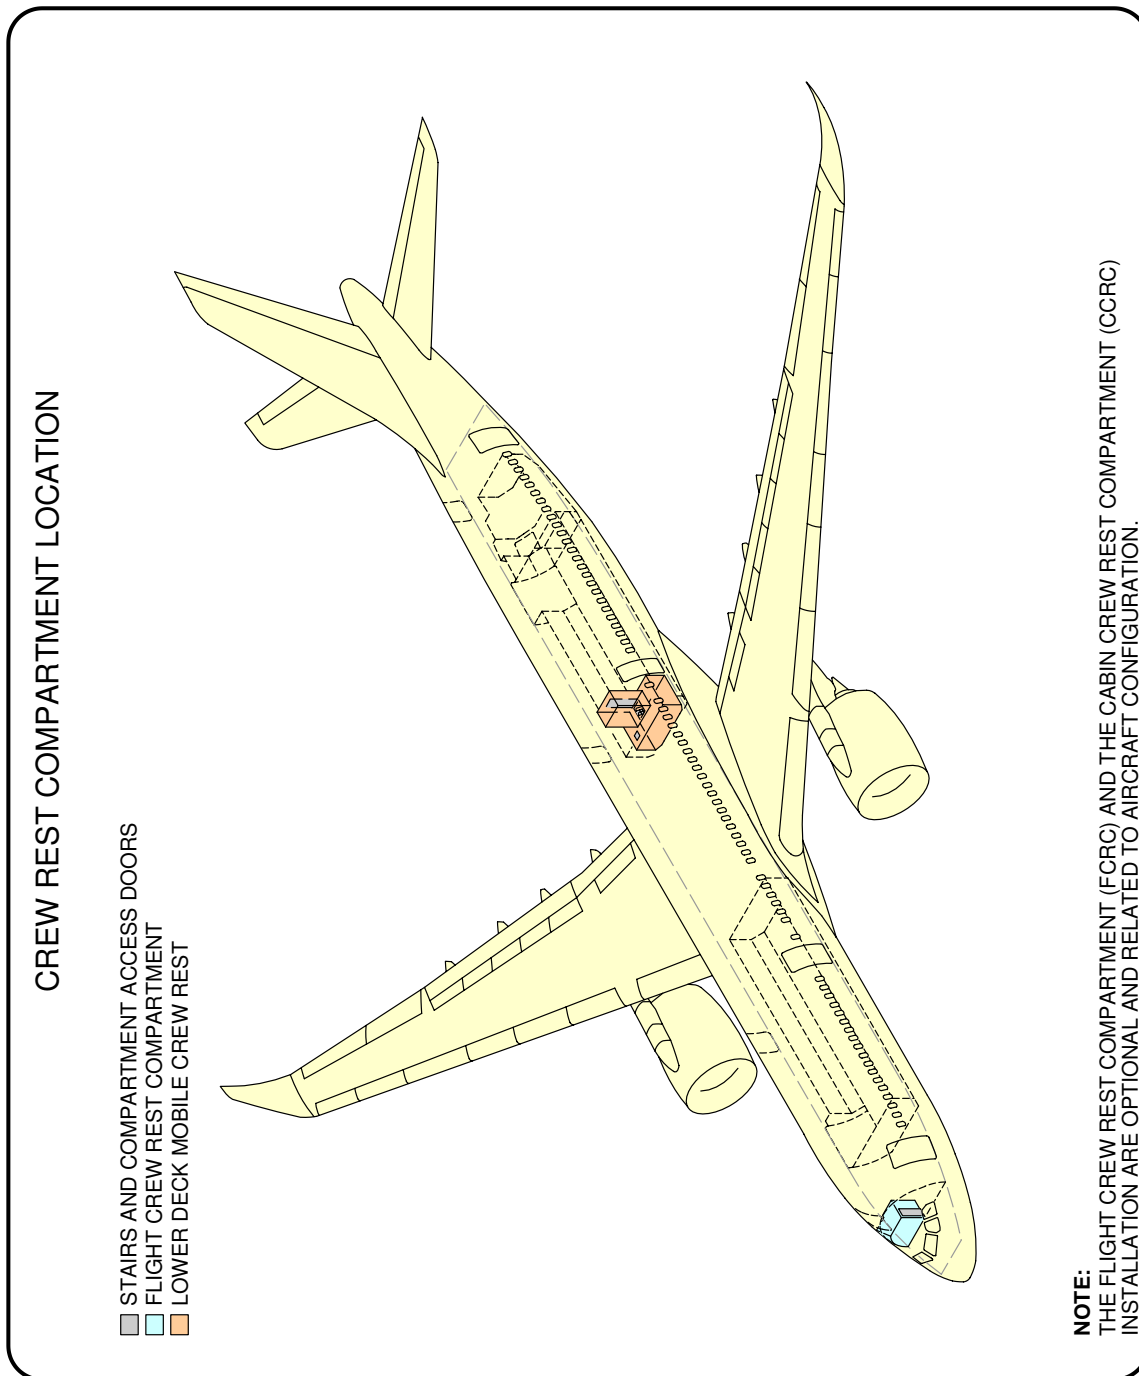 CREW REST COMPARTMENT LOCATION
STAIRS AND COMPARTMENT ACCESS DOORS
FLIGHT CREW REST COMPARTMENT
LOWER DECK MOBILE CREW REST
NOTE:
THE FLIGHT CREW REST COMPARTMENT (FCRC) AND THE CABIN CREW REST COMPARTMENT (CCRC)
INSTALLATION ARE OPTIONAL AND RELATED TO AIRCRAFT CONFIGURATION.